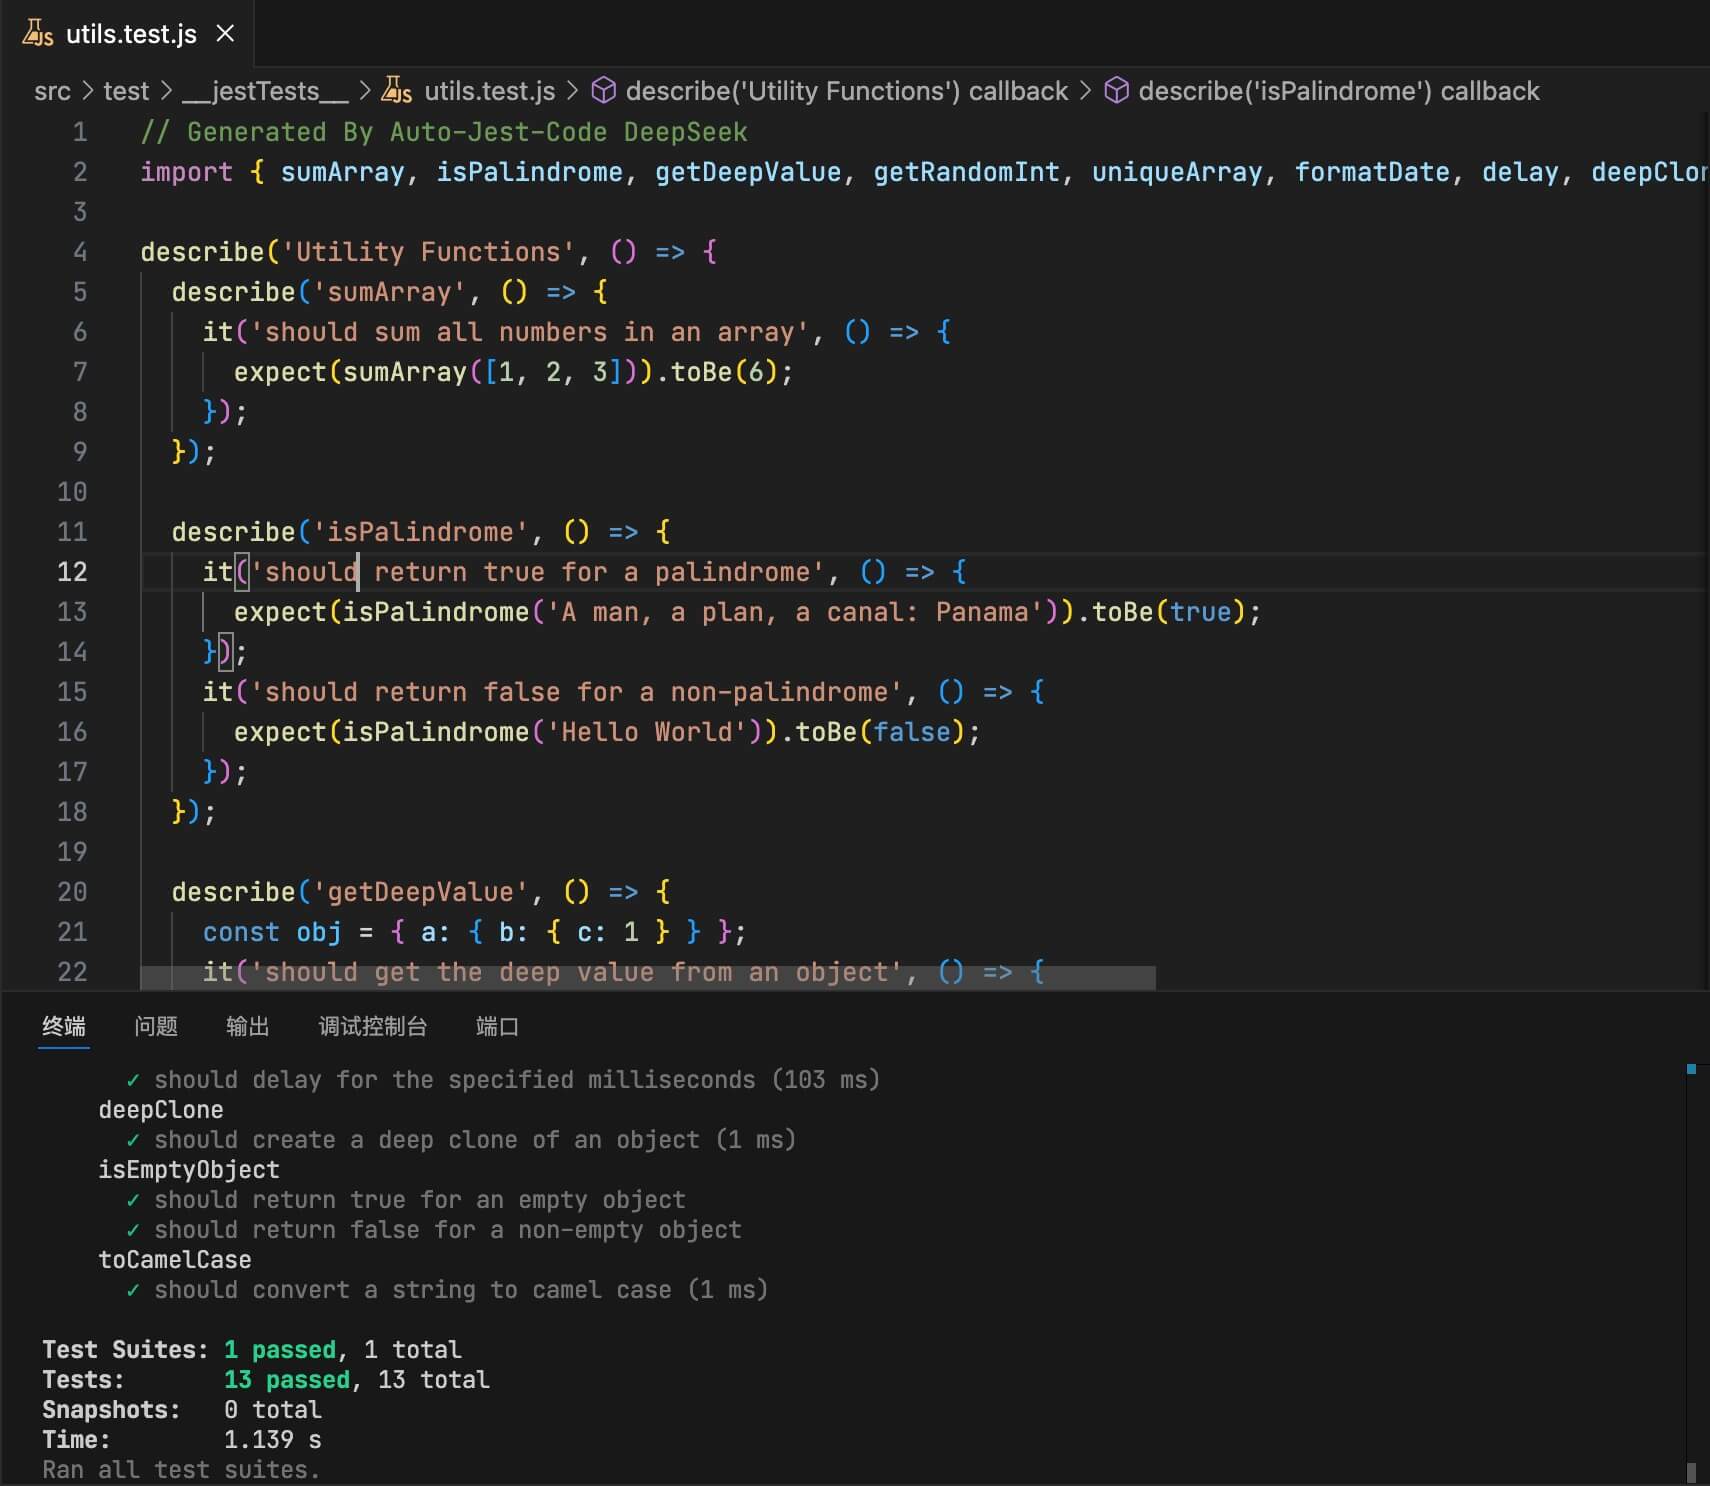 utils.test.js
src > test > __jestTests__ > utils.test.js > describe('Utility Functions') callback > describe('isPalindrome') callback
1 // Generated By Auto-Jest-Code DeepSeek
2 import { sumArray, isPalindrome, getDeepValue, getRandomInt, uniqueArray, formatDate, delay, deepClon
3
4 describe('Utility Functions', () => {
5 describe('sumArray', () => {
6 it('should sum all numbers in an array', () => {
7 expect(sumArray([1, 2, 3])).toBe(6);
8 });
9 });
10
11 describe('isPalindrome', () => {
12 it('should return true for a palindrome', () => {
13 expect(isPalindrome('A man, a plan, a canal: Panama')).toBe(true);
14 });
15 it('should return false for a non-palindrome', () => {
16 expect(isPalindrome('Hello World')).toBe(false);
17 });
18 });
19
20 describe('getDeepValue', () => {
21 const obj = { a: { b: { c: 1 } } };
22 it('should get the deep value from an object', () => {
终端 问题 输出 调试控制台 端口
✓ should delay for the specified milliseconds (103 ms)
deepClone
✓ should create a deep clone of an object (1 ms)
isEmptyObject
✓ should return true for an empty object
✓ should return false for a non-empty object
toCamelCase
✓ should convert a string to camel case (1 ms)
Test Suites: 1 passed, 1 total
Tests: 13 passed, 13 total
Snapshots: 0 total
Time: 1.139 s
Ran all test suites.